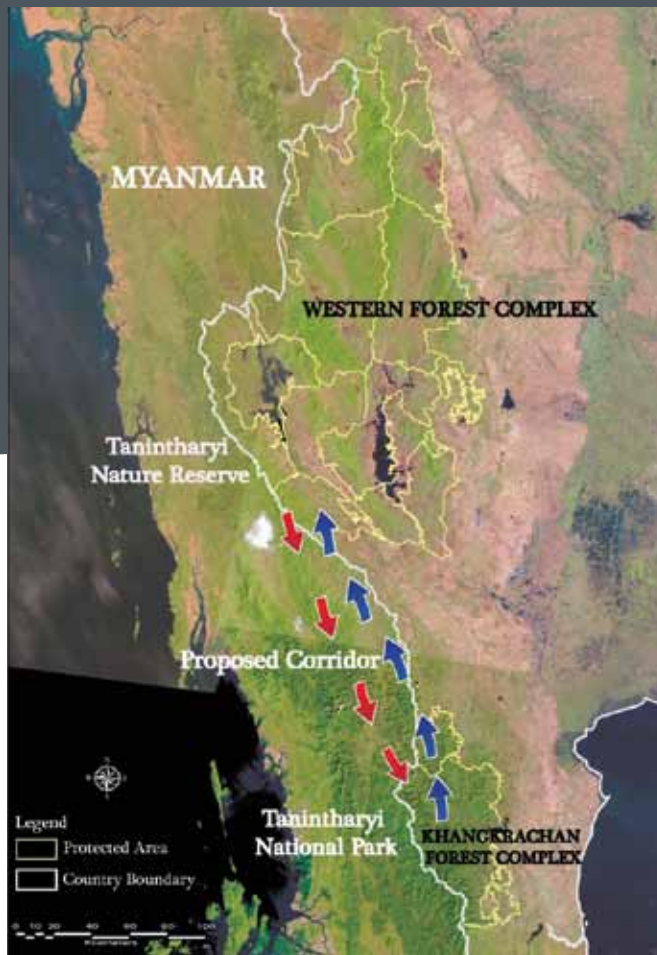 MYANMAR
WESTERN FOREST COMPLEX
Tanintharyi
Nature Reserve
Proposed Corridor
Tanintharyi
National Park
KHANGKRACHAN
FOREST COMPLEX
Legend
Protected Area
Country Boundary
0 10 20 40 60 80 100
Kilometers